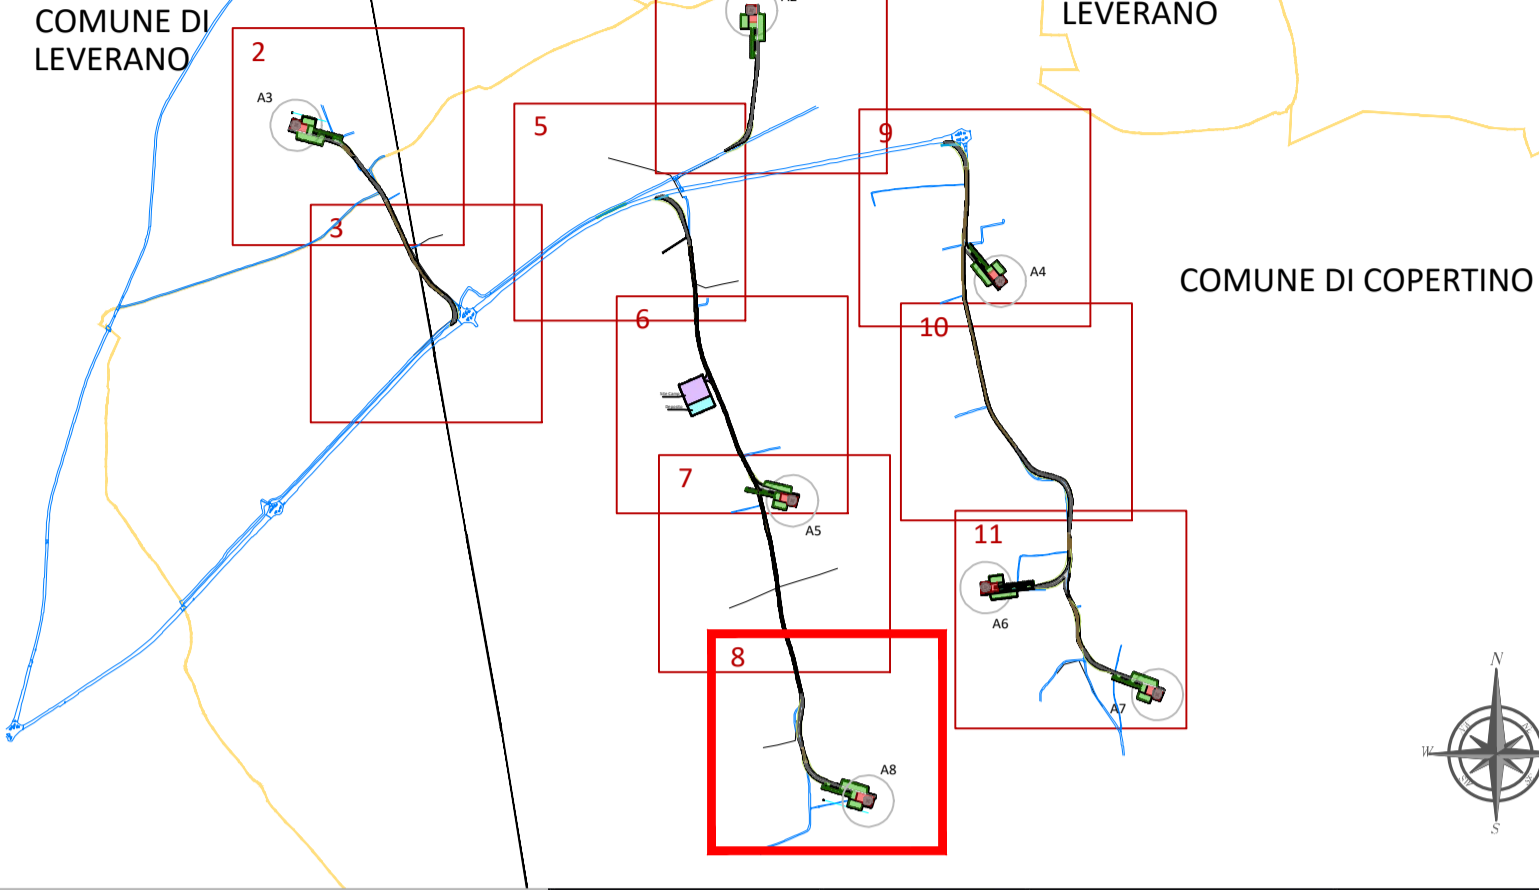 COMUNE DI
LEVERANO
LEVERANO
2
A3
5
9
3
A4
COMUNE DI COPERTINO
6
10
7
A5
11
A6
8
A7
A8
N
W
S